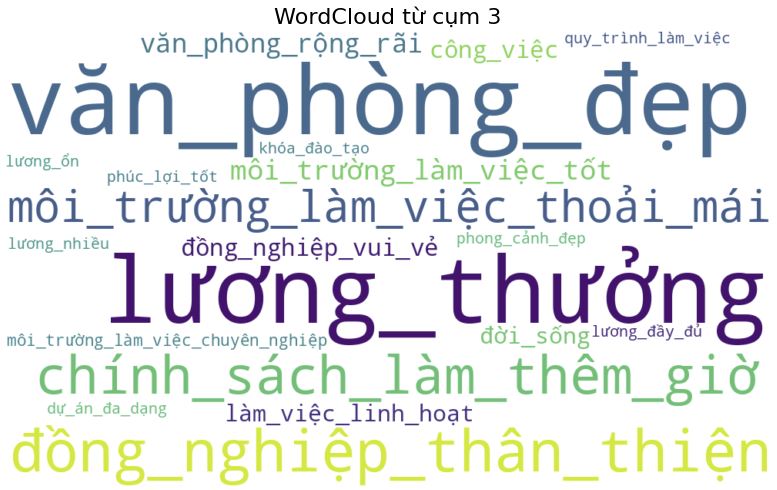 WordCloud từ cụm 3
văn_phòng_rộng_rãi công_việc quy_trình_làm_việc
văn_phòng_đẹp
khóa_đào_tạo
lương_ổn
phúc_lợi_tốt môi_trường_làm_việc_tốt
môi_trường_làm_việc_thoải_mái
lương_nhiều đồng_nghiệp_vui_vẻ phong_cảnh_đẹp
lương_thưởng
môi_trường_làm_việc_chuyên_nghiệp đời_sống lương_đầy_đủ
chính_sách_làm_thêm_giờ
dự_án_đa_dạng làm_việc_linh_hoạt
đồng_nghiệp_thân_thiện